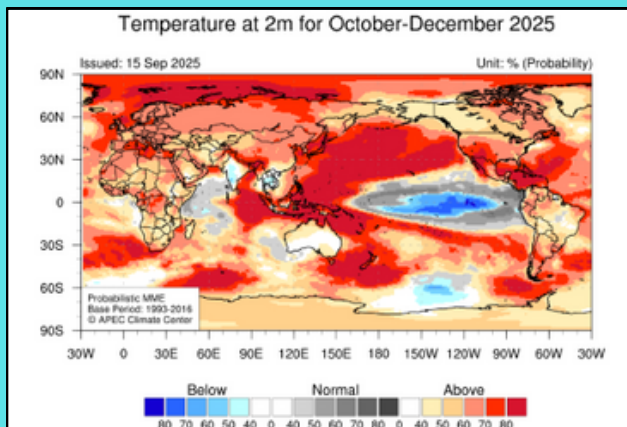 Temperature at 2m for October-December 2025
Issued: 15 Sep 2025 Unit: % (Probability)
90N
60N
30N
0
30S
60S
90S
Probabilistic MME
Base Period: 1993-2016
© APEC Climate Center
30W 0 30E 60E 90E 120E 150E 180 150W 120W 90W 60W 30W
Below Normal Above
80 70 60 50 40 0 40 50 60 70 80 0 40 50 60 70 80